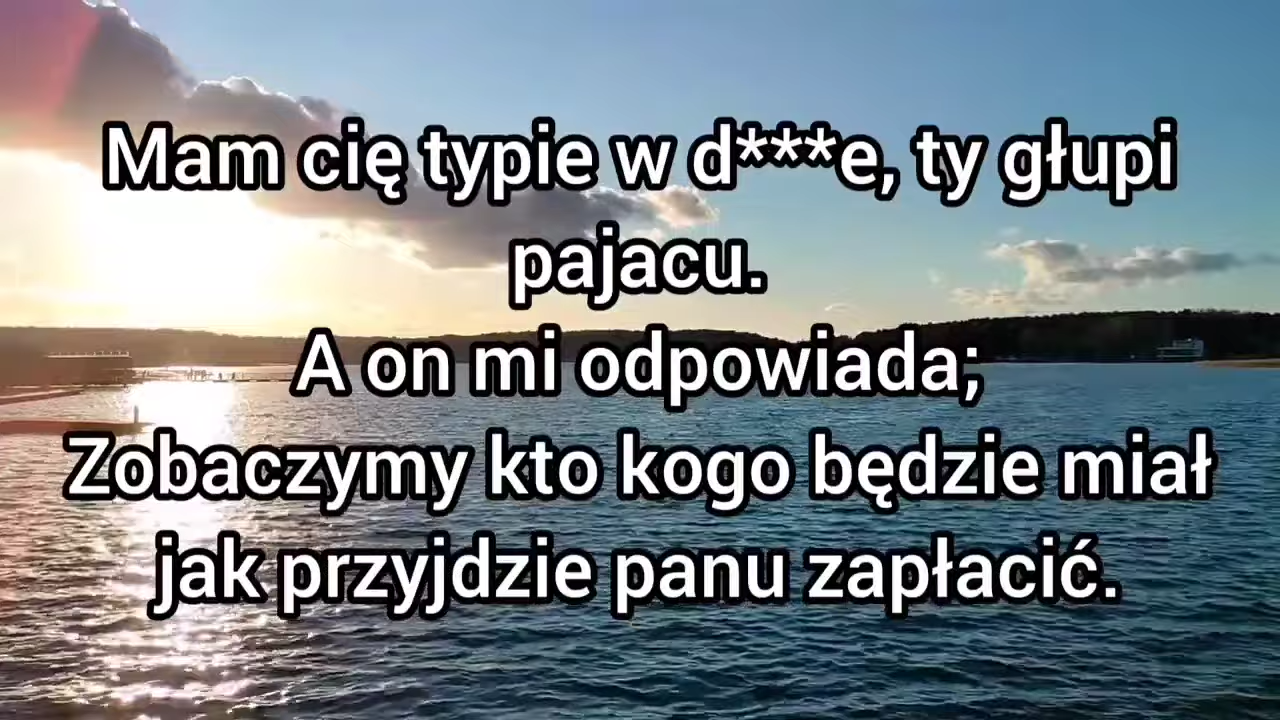 Mam cię typie w d***e, ty głupi
pajacu.
A on mi odpowiada;
Zobaczymy kto kogo będzie miał
jak przyjdzie panu zapłacić.